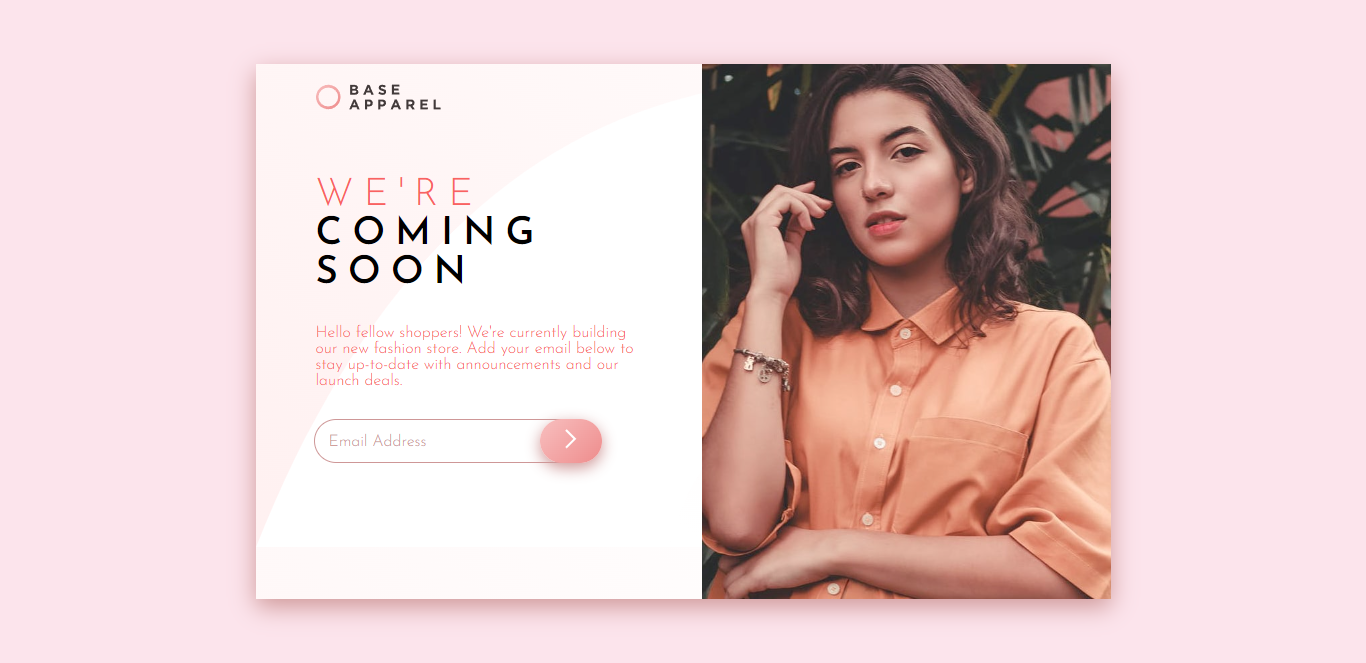 BASE
APPAREL
WE'RE
COMING
SOON
Hello fellow shoppers! We're currently building
our new fashion store. Add your email below to
stay up-to-date with announcements and our
launch deals.
Email Address